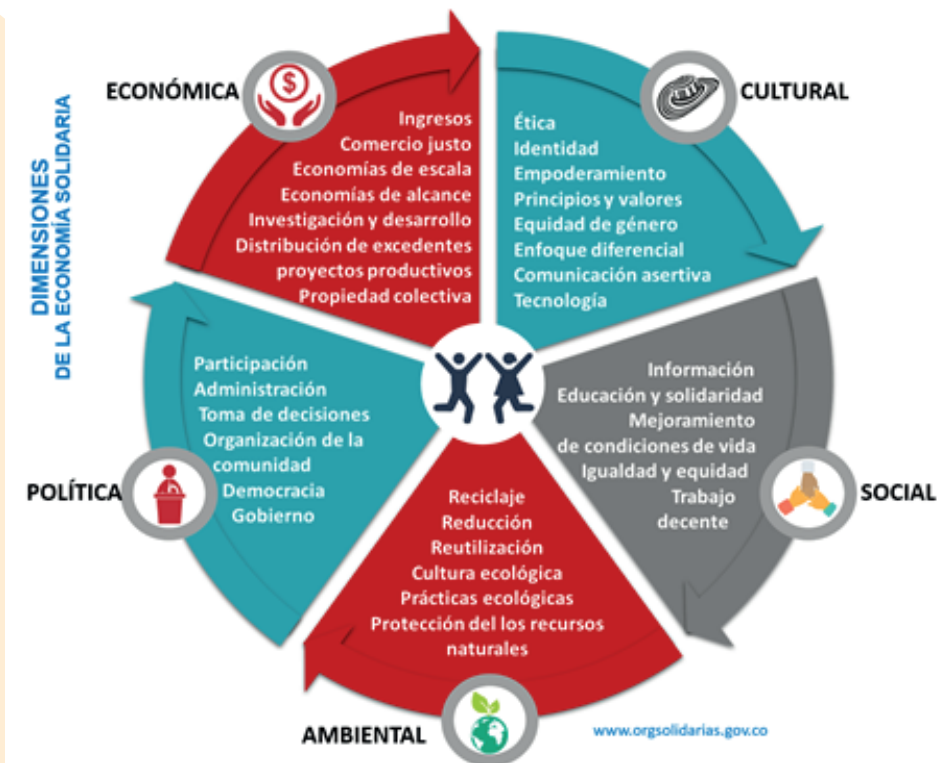 DIMENSIONES
DE LA ECONOMÍA SOLIDARIA
ECONÓMICA
Ingresos
Comercio justo
Economías de escala
Economías de alcance
Investigación y desarrollo
Distribución de excedentes
proyectos productivos
Propiedad colectiva
CULTURAL
Ética
Identidad
Empoderamiento
Principios y valores
Equidad de género
Enfoque diferencial
Comunicación asertiva
Tecnología
SOCIAL
Información
Educación y solidaridad
Mejoramiento
de condiciones de vida
Igualdad y equidad
Trabajo
decente
AMBIENTAL
Reciclaje
Reducción
Reutilización
Cultura ecológica
Prácticas ecológicas
Protección del los recursos
naturales
POLÍTICA
Participación
Administración
Toma de decisiones
Organización de la
comunidad
Democracia
Gobierno
$
www.orgsolidarias.gov.co